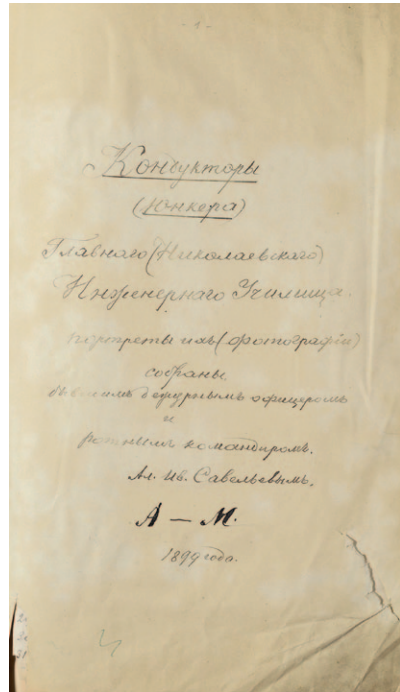 - 1 -
Кондукторы
(Юнкера)
Главнаго (Николаевскаго)
Инженернаго Училища.
портреты ихъ (фотографіи)
собраны
бывшимъ дежурнымъ офицеромъ
и
ротнымъ командиромъ.
Ал. Ив. Савельевымъ.
А — М.
1899 года.